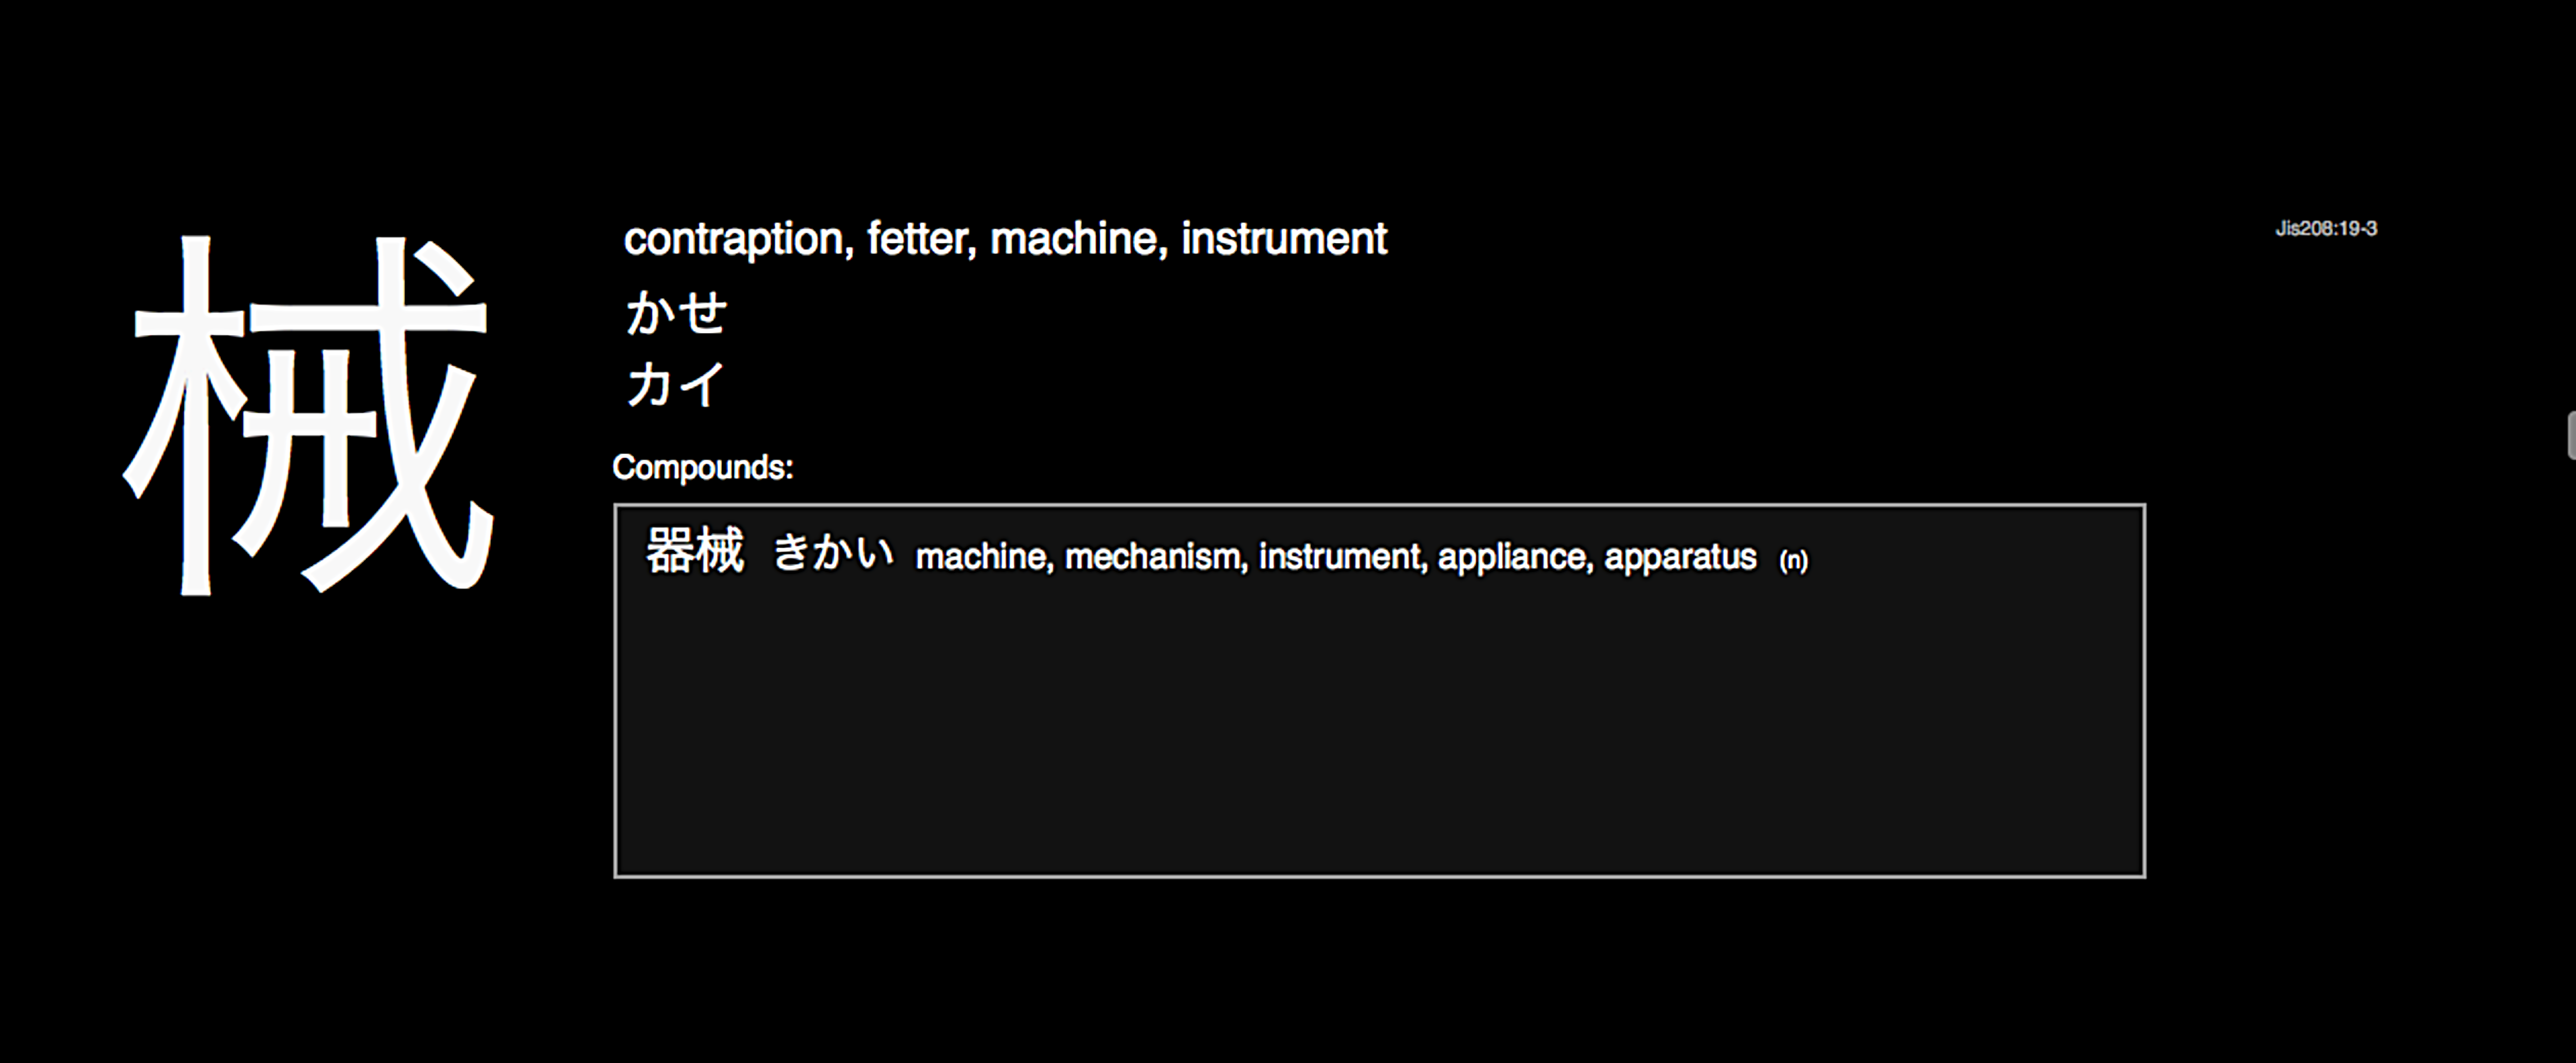 械
contraption, fetter, machine, instrument
Jis208:19-3
かせ
カイ
Compounds:
器械 きかい machine, mechanism, instrument, appliance, apparatus (n)